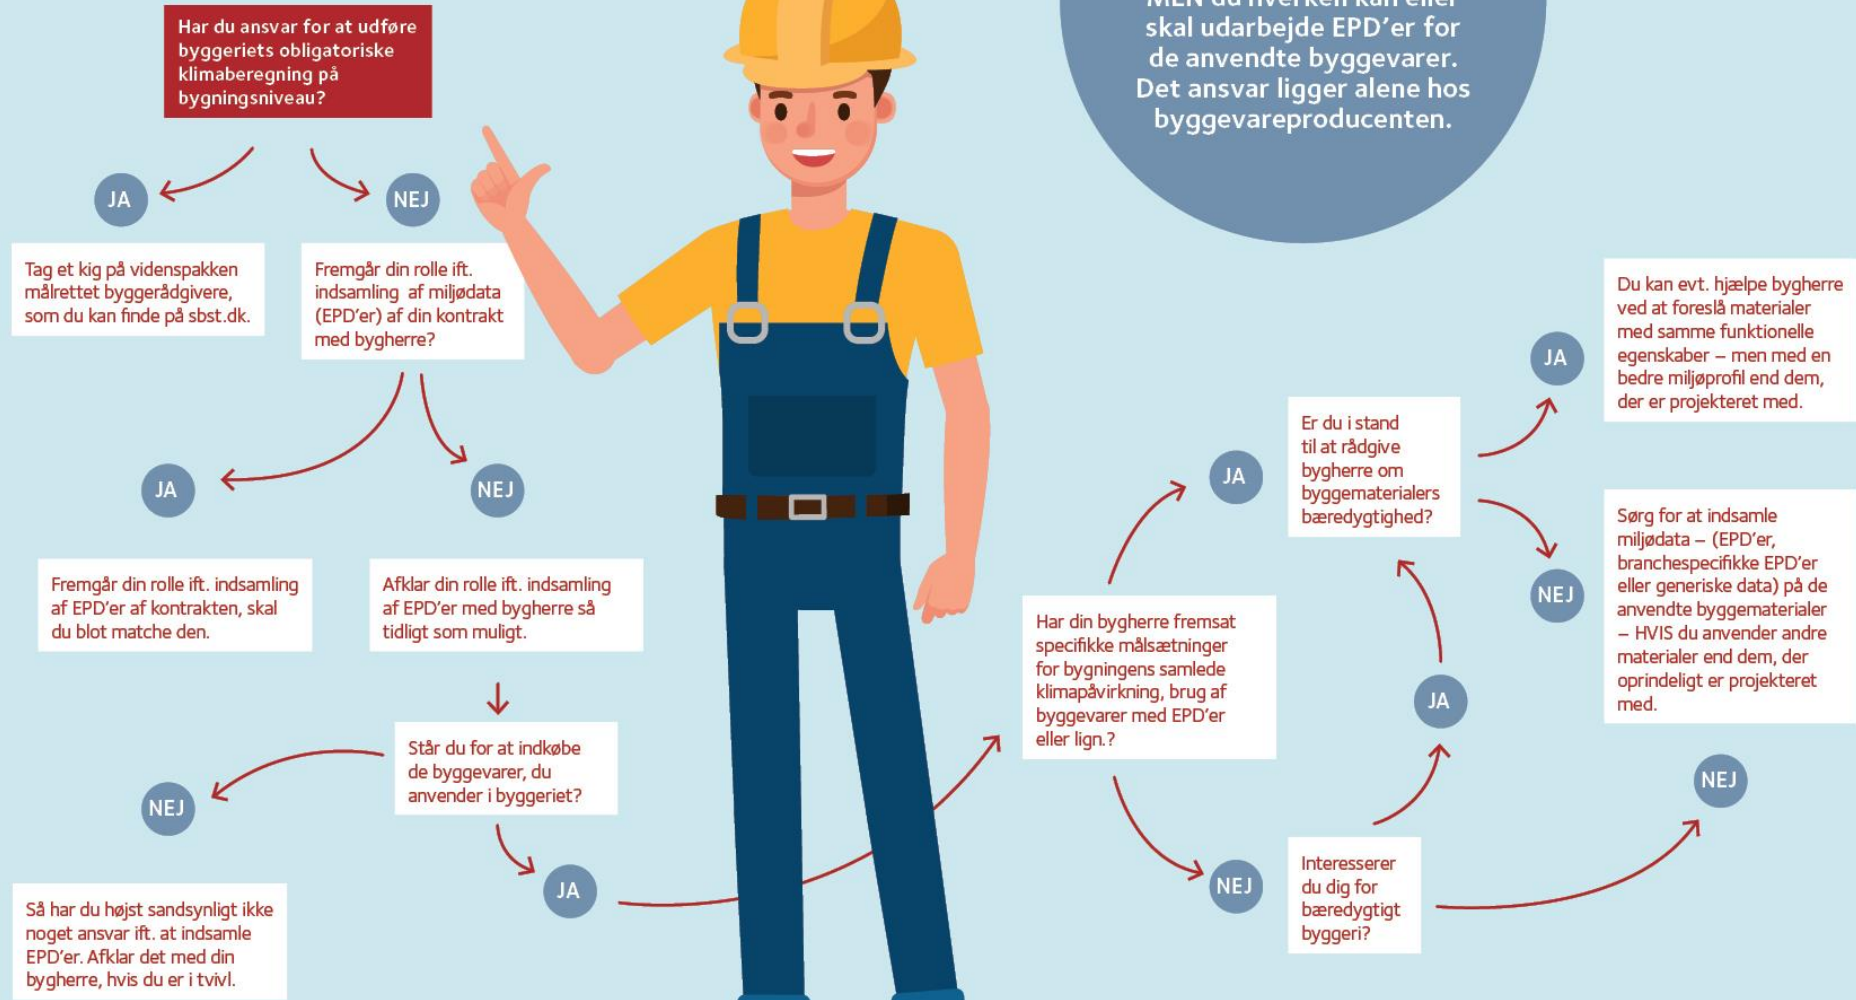 Har du ansvar for at udføre
byggeriets obligatoriske
klimaberegning på
bygningsniveau?
MEN du hverken kan eller
skal udarbejde EPD’er for
de anvendte byggevarer.
Det ansvar ligger alene hos
byggevareproducenten.
JA
NEJ
Tag et kig på videnspakken
målrettet byggerådgivere,
som du kan finde på sbst.dk.
Fremgår din rolle ift.
indsamling af miljødata
(EPD’er) af din kontrakt
med bygherre?
JA
NEJ
Fremgår din rolle ift. indsamling
af EPD’er af kontrakten, skal
du blot matche den.
Afklar din rolle ift. indsamling
af EPD’er med bygherre så
tidligt som muligt.
Står du for at indkøbe
de byggevarer, du
anvender i byggeriet?
NEJ
JA
Så har du højst sandsynligt ikke
noget ansvar ift. at indsamle
EPD’er. Afklar det med din
bygherre, hvis du er i tvivl.
Har din bygherre fremsat
specifikke målsætninger
for bygningens samlede
klimapåvirkning, brug af
byggevarer med EPD’er
eller lign.?
JA
NEJ
Er du i stand
til at rådgive
bygherre om
byggematerialers
bæredygtighed?
Interesserer
du dig for
bæredygtigt
byggeri?
JA
NEJ
JA
Du kan evt. hjælpe bygherre
ved at foreslå materialer
med samme funktionelle
egenskaber – men med en
bedre miljøprofil end dem,
der er projekteret med.
NEJ
Sørg for at indsamle
miljødata – (EPD’er,
branchespecifikke EPD’er
eller generiske data) på de
anvendte byggematerialer
– HVIS du anvender andre
materialer end dem, der
oprindeligt er projekteret
med.